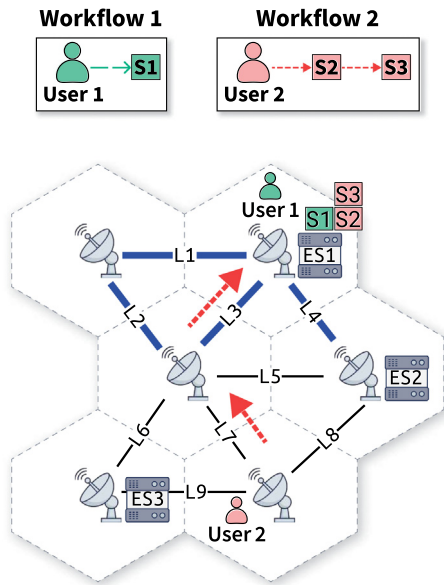 Workflow 1
Workflow 2
User 1
S1
User 2
S2
S3
User 1
S3
S1
S2
ES1
L1
L2
L3
L4
L5
ES2
L6
L7
L8
ES3
L9
User 2